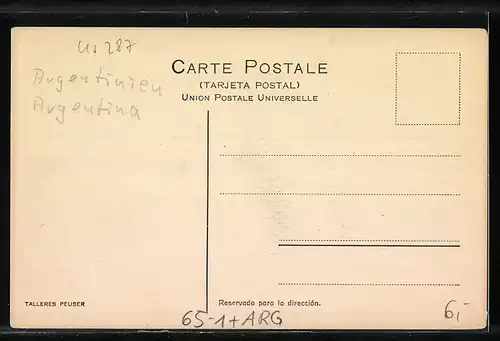 U. 287
Argentinien
Argentina
CARTE POSTALE
(TARJETA POSTAL)
UNION POSTALE UNIVERSELLE
TALLERES PEUSER
Reservado para la dirección.
65-1+ARG
6,-